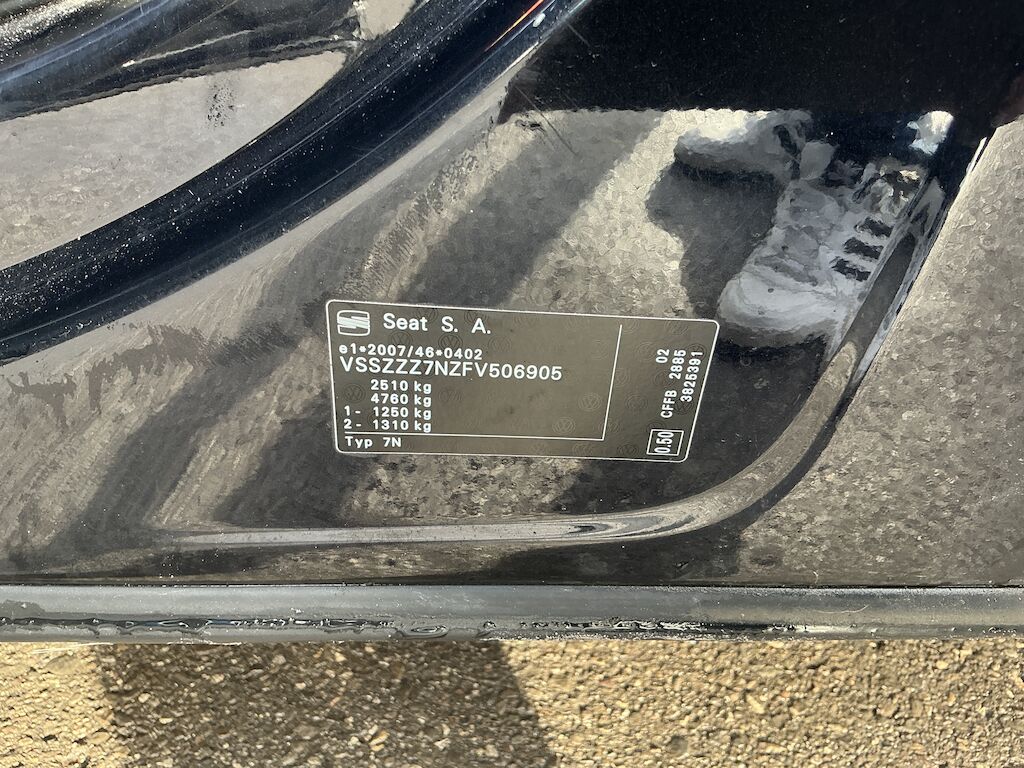 Seat S. A.
e1*2007/46*0402
VSSZZZ7NZFV506905
2510 kg
4760 kg
1- 1250 kg
2- 1310 kg
Typ 7N
02
CFFB 2885
3825391
0.50